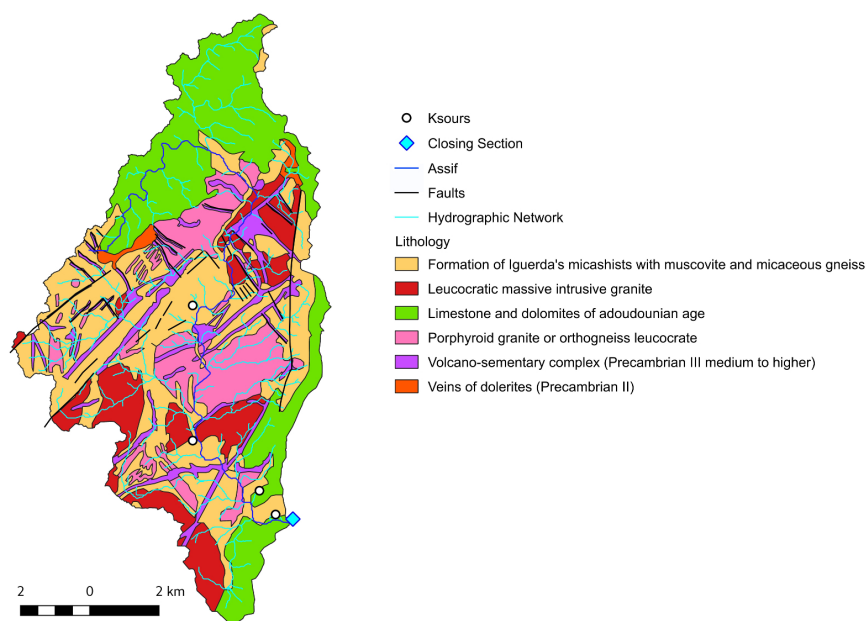 Ksours
Closing Section
Assif
Faults
Hydrographic Network
Lithology
Formation of Iguerda's micashists with muscovite and micaceous gneiss
Leucocratic massive intrusive granite
Limestone and dolomites of adoudounian age
Porphyroid granite or orthogneiss leucocrate
Volcano-sementary complex (Precambrian III medium to higher)
Veins of dolerites (Precambrian II)
2 0 2 km